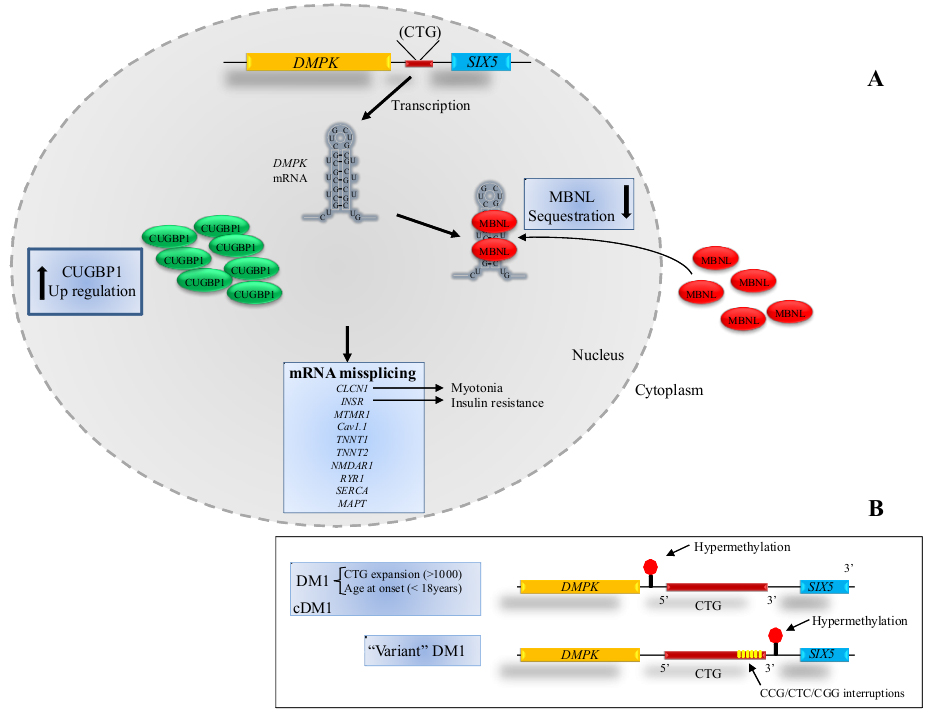 (CTG)
DMPK
SIX5
A
Transcription
DMPK
mRNA
MBNL
Sequestration
MBNL
MBNL
CUGBP1
CUGBP1
CUGBP1
CUGBP1
CUGBP1
CUGBP1
CUGBP1
CUGBP1
Up regulation
MBNL
MBNL
MBNL
MBNL
MBNL
Nucleus
Cytoplasm
mRNA missplicing
CLCN1
Myotonia
INSR
Insulin resistance
MTMR1
Cav1.1
TNNT1
TNNT2
NMDAR1
RYR1
SERCA
MAPT
B
Hypermethylation
DM1
CTG expansion (>1000)
Age at onset (< 18years)
cDM1
DMPK
5’
CTG
3’
SIX5
3’
Hypermethylation
“Variant” DM1
DMPK
5’
CTG
3’
SIX5
CCG/CTC/CGG interruptions